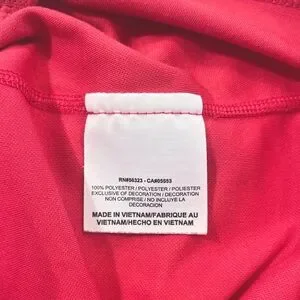 RN#56323 - CA#05553
100% POLYESTER / POLYESTER / POLIESTER
EXCLUSIVE OF DECORATION / DECORATION
NON COMPRISE / NO INCLUYE LA
DECORACION
MADE IN VIETNAM/FABRIQUE AU
VIETNAM/HECHO EN VIETNAM